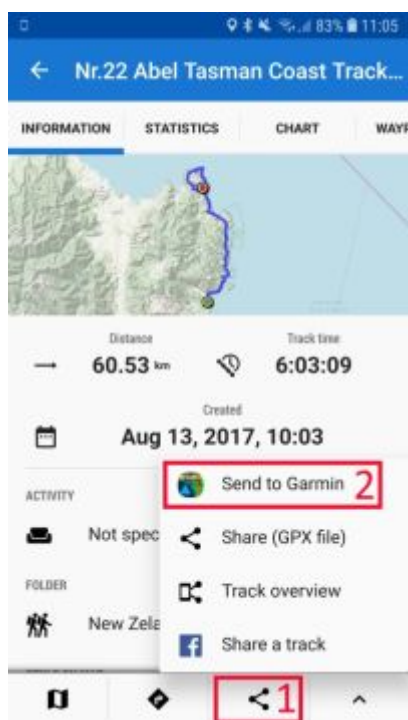 83% 11:05
Nr.22 Abel Tasman Coast Track...
INFORMATION STATISTICS CHART WAYP
Distance Track time
60.53 km 6:03:09
Created
Aug 13, 2017, 10:03
Send to Garmin 2
ACTIVITY
Not spec Share (GPX file)
FOLDER
Track overview
New Zela
Share a track
1